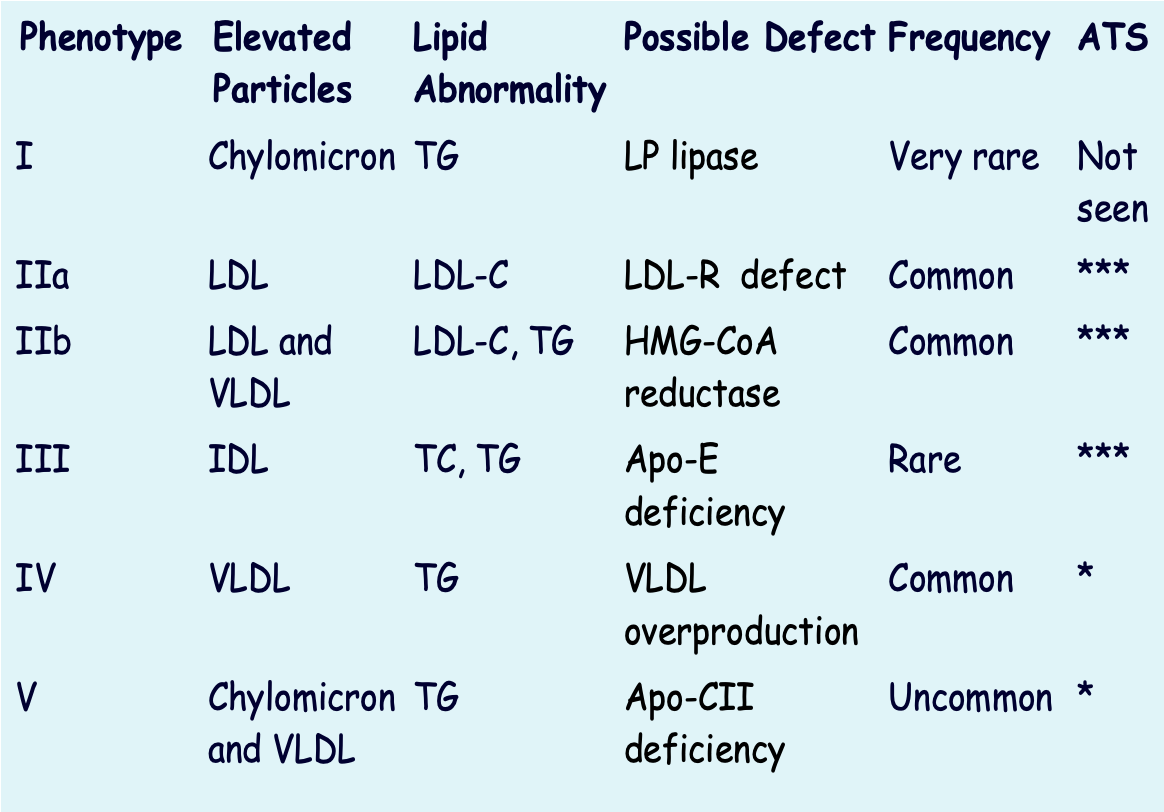 Phenotype Elevated Lipid Possible Defect Frequency ATS
Particles Abnormality
I Chylomicron TG LP lipase Very rare Not
seen
IIa LDL LDL-C LDL-R defect Common ***
IIb LDL and LDL-C, TG HMG-CoA Common ***
VLDL reductase
III IDL TC, TG Apo-E Rare ***
deficiency
IV VLDL TG VLDL Common *
overproduction
V Chylomicron TG Apo-CII Uncommon *
and VLDL deficiency